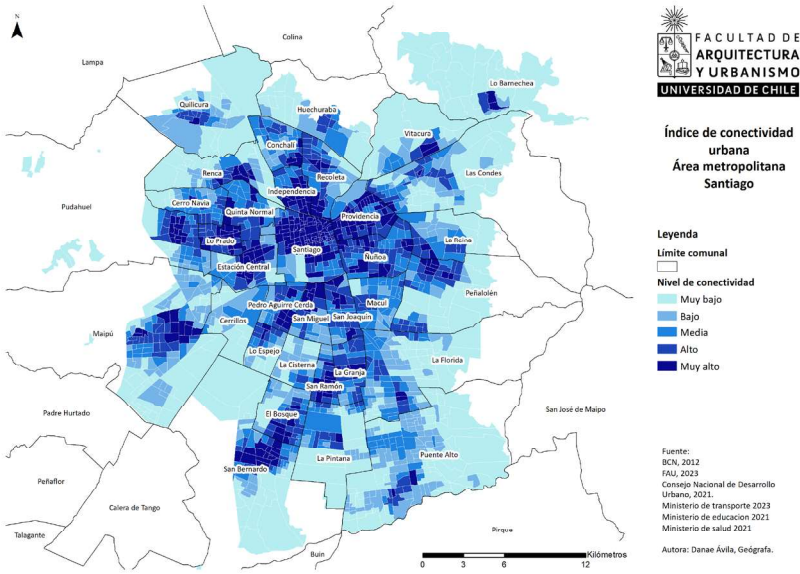 N
Colina
Lampa
Lo Barnechea
Quilicura
Huechuraba
Vitacura
Conchalí
Renca
Recoleta
Las Condes
Independencia
Cerro Navia
Pudahuel
Quinta Normal
Providencia
Lo Prado
La Reina
Santiago
Ñuñoa
Estación Central
Peñalolén
Pedro Aguirre Cerda
Macul
Cerrillos
San Miguel
San Joaquín
Maipú
Lo Espejo
La Cisterna
La Florida
La Granja
San Ramón
Padre Hurtado
El Bosque
San José de Maipo
La Pintana
Puente Alto
San Bernardo
Peñaflor
Calera de Tango
Talagante
Pirque
Buin
Kilómetros
0 3 6 12
FACULTAD DE
ARQUITECTURA
Y URBANISMO
UNIVERSIDAD DE CHILE
Índice de conectividad
urbana
Área metropolitana
Santiago
Leyenda
Límite comunal
Nivel de conectividad
Muy bajo
Bajo
Media
Alto
Muy alto
Fuente:
BCN, 2012
FAU, 2023
Consejo Nacional de Desarrollo
Urbano, 2021.
Ministerio de transporte 2023
Ministerio de educacion 2021
Ministerio de salud 2021
Autora: Danae Ávila, Geógrafa.